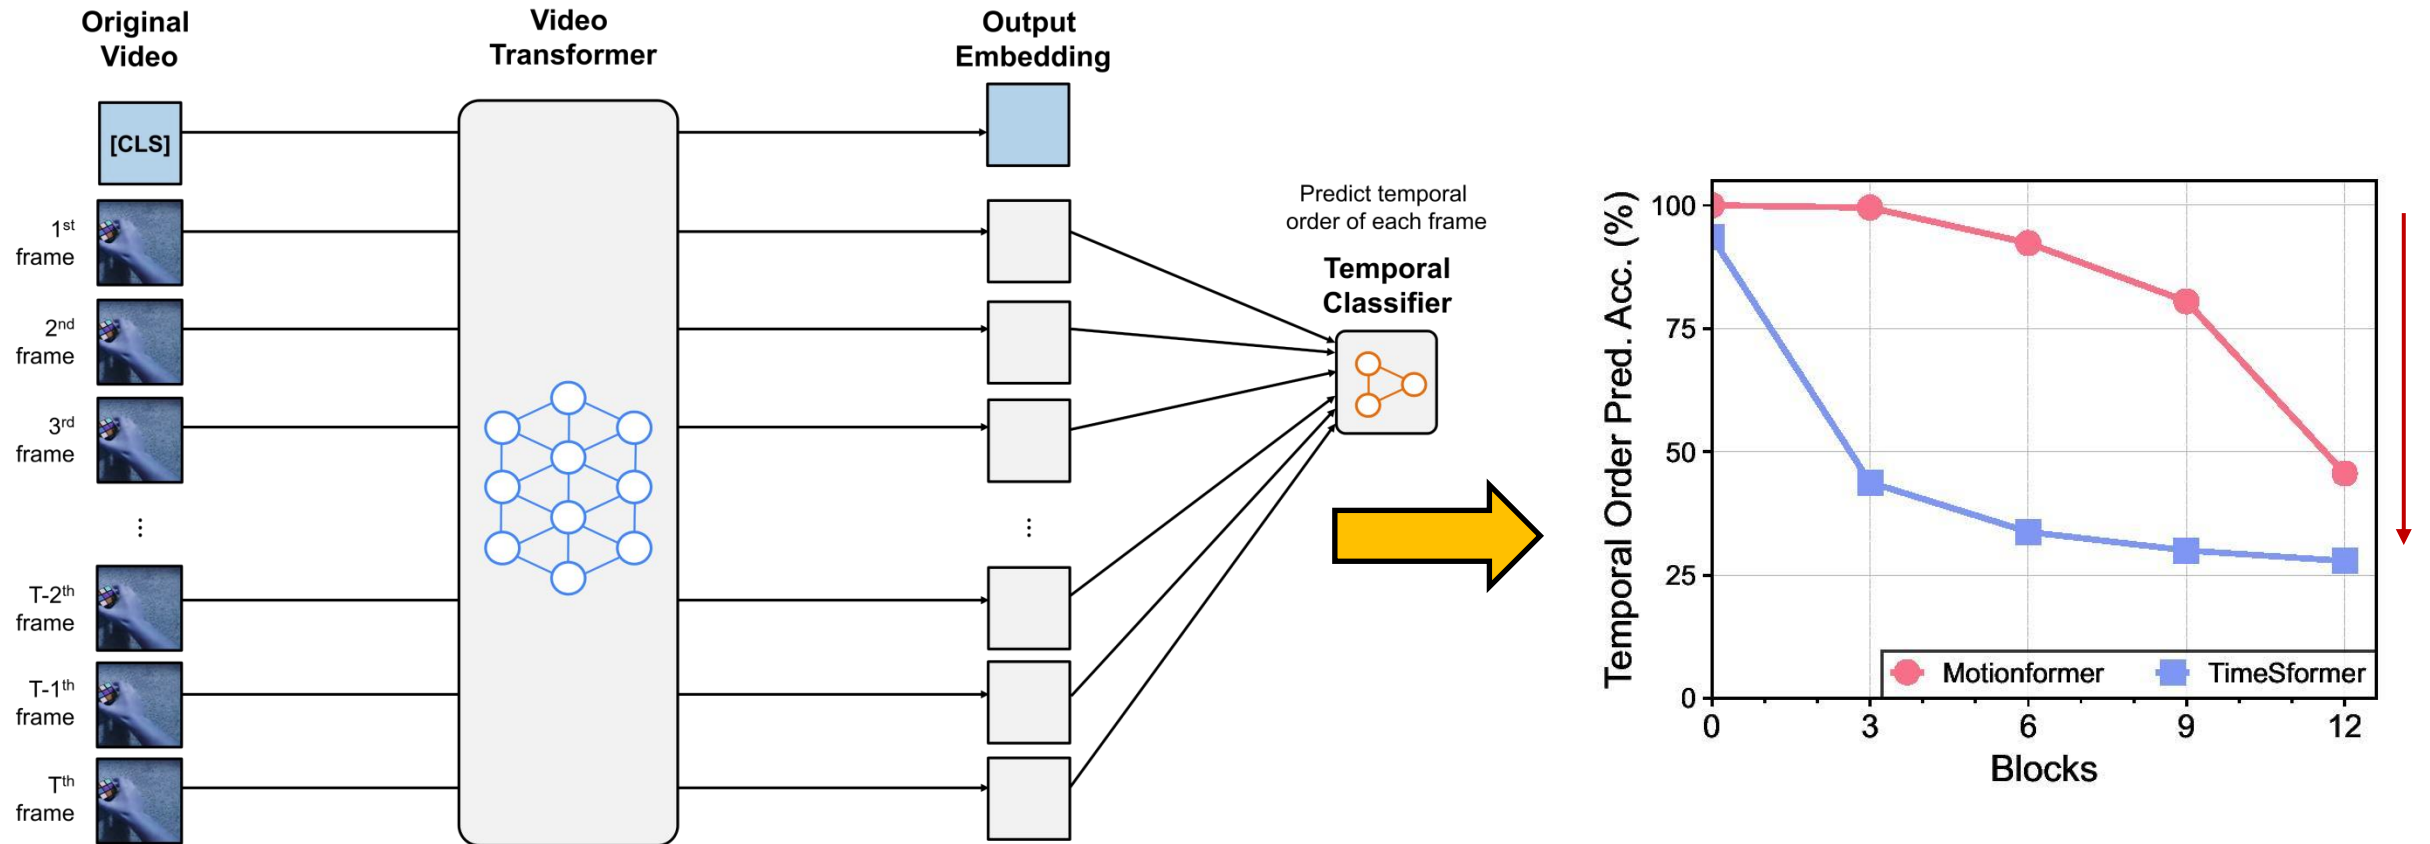 Original
Video
Video
Transformer
Output
Embedding
[CLS]
1st
frame
2nd
frame
3rd
frame
⋮
⋮
T-2th
frame
T-1th
frame
Tth
frame
Predict temporal
order of each frame
Temporal
Classifier
Temporal Order Pred. Acc. (%)
100
75
50
25
0
Motionformer
TimeSformer
0
3
6
9
12
Blocks